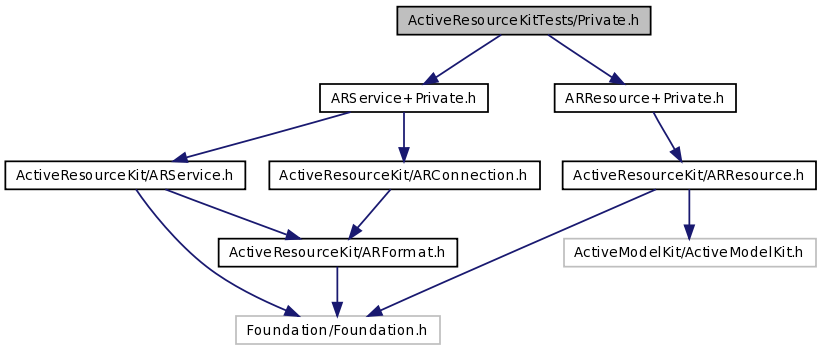 ActiveResourceKitTests/Private.h
ARService+Private.h
ARResource+Private.h
ActiveResourceKit/ARService.h
ActiveResourceKit/ARConnection.h
ActiveResourceKit/ARResource.h
ActiveResourceKit/ARFormat.h
ActiveModelKit/ActiveModelKit.h
Foundation/Foundation.h